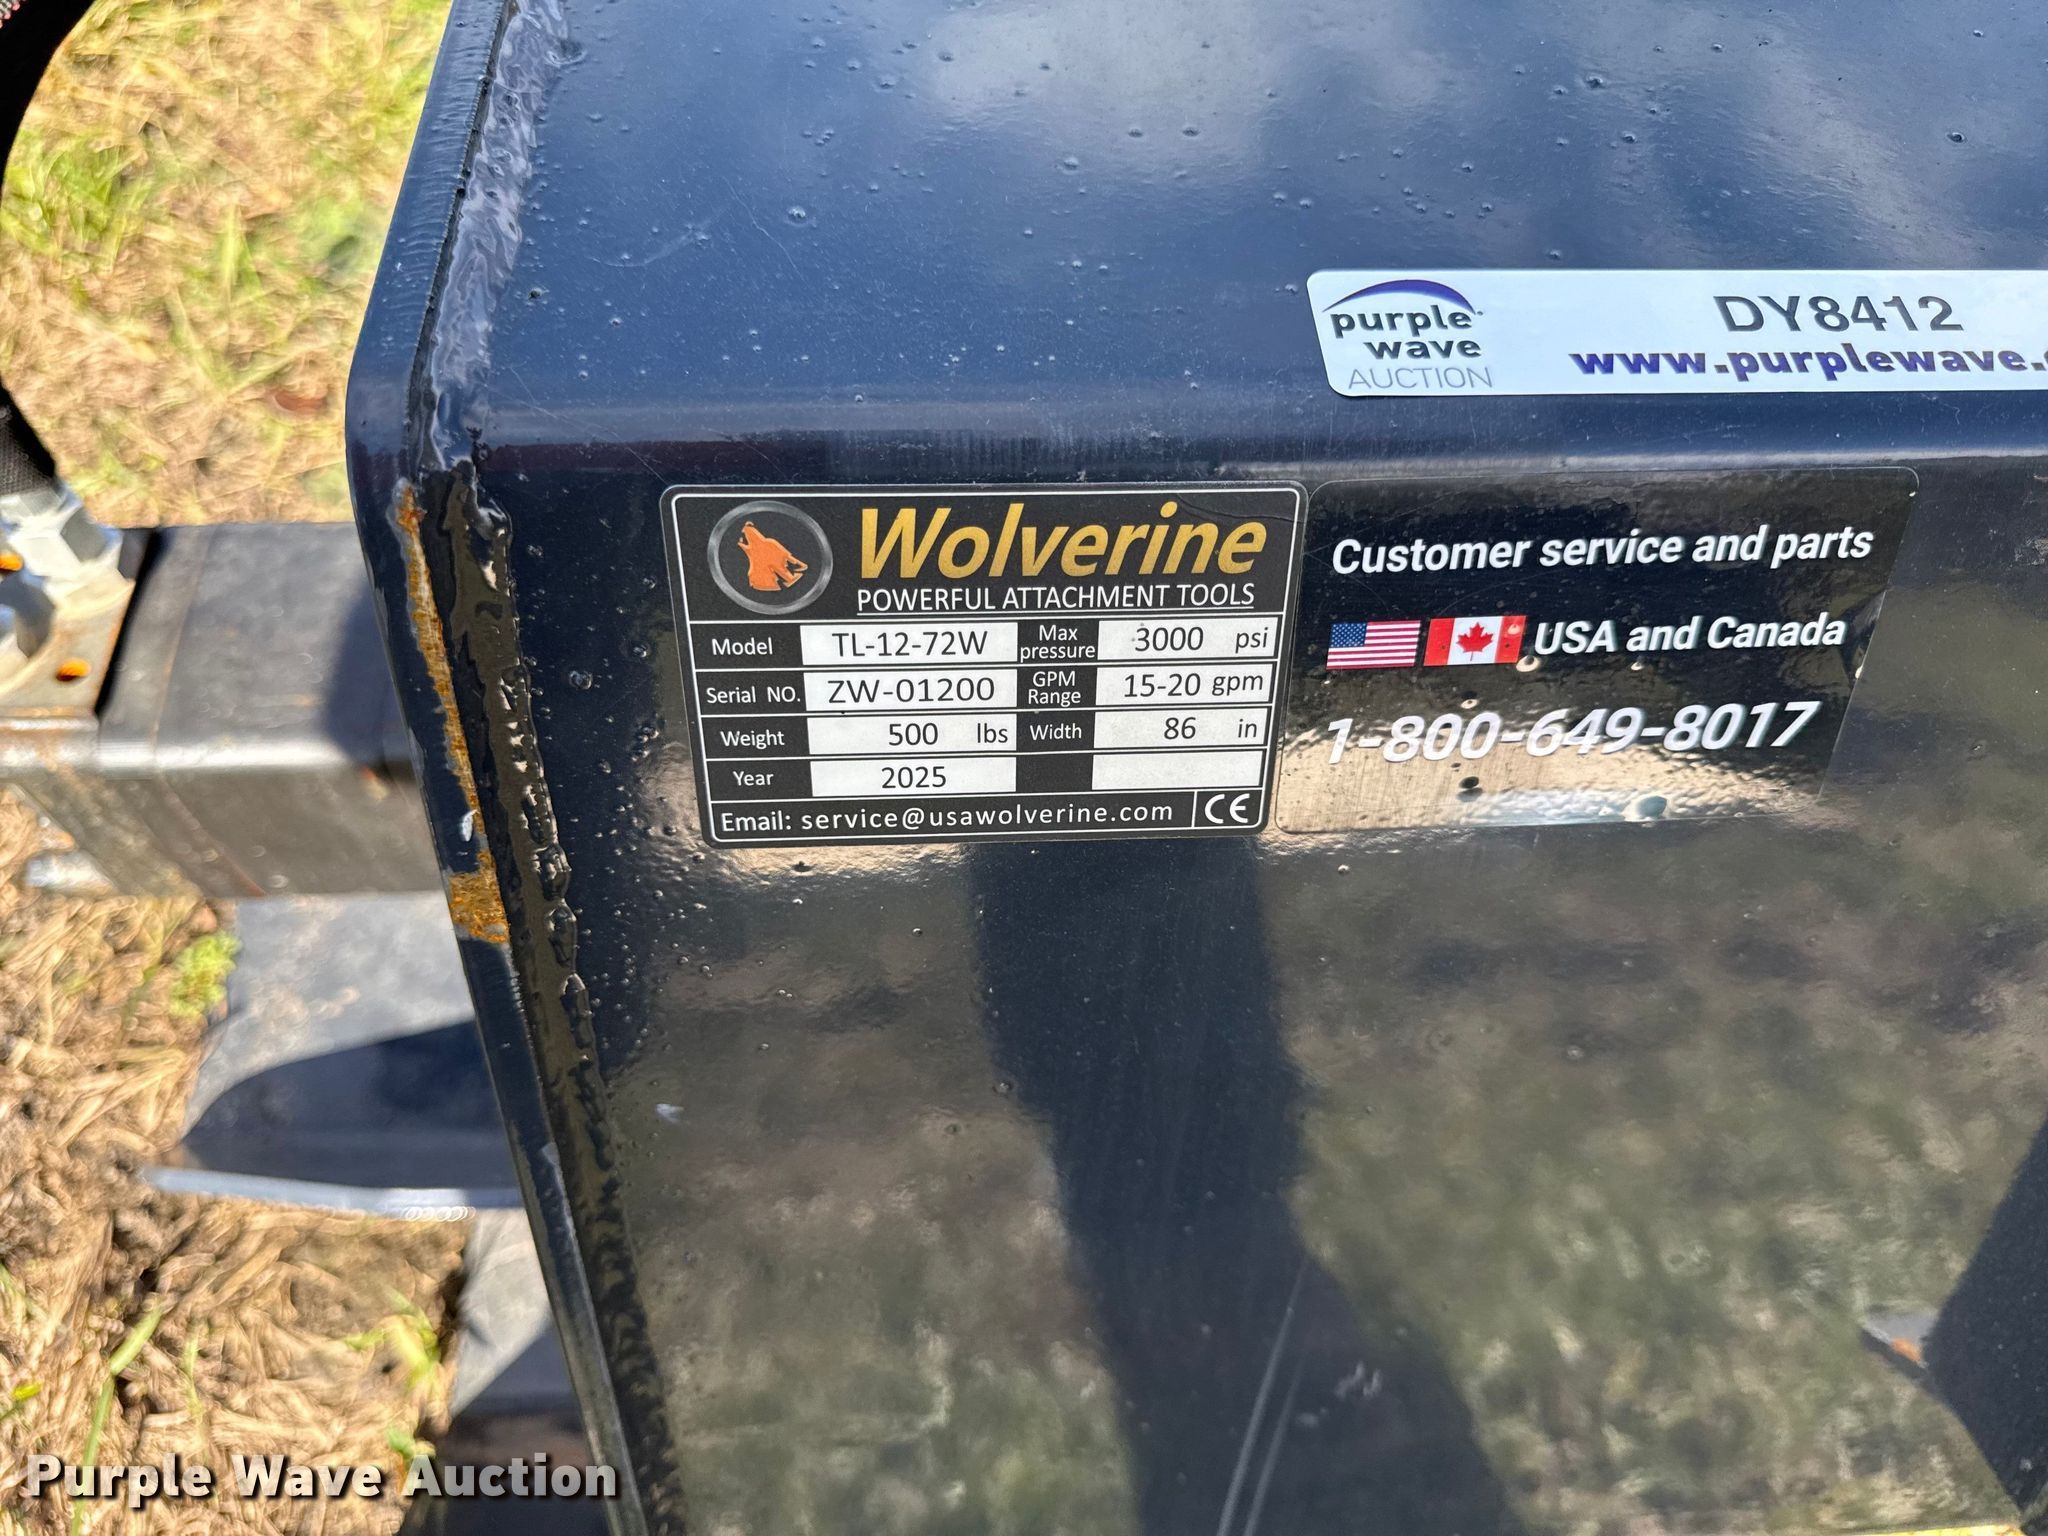 purple
wave
AUCTION
DY8412
www.purplewave.
Wolverine
POWERFUL ATTACHMENT TOOLS
Model TL-12-72W Max pressure 3000 psi
Serial NO. ZW-01200 GPM Range 15-20 gpm
Weight 500 lbs Width 86 in
Year 2025
Email: service@usawolverine.com CE
Customer service and parts
USA and Canada
1-800-649-8017
Purple Wave Auction